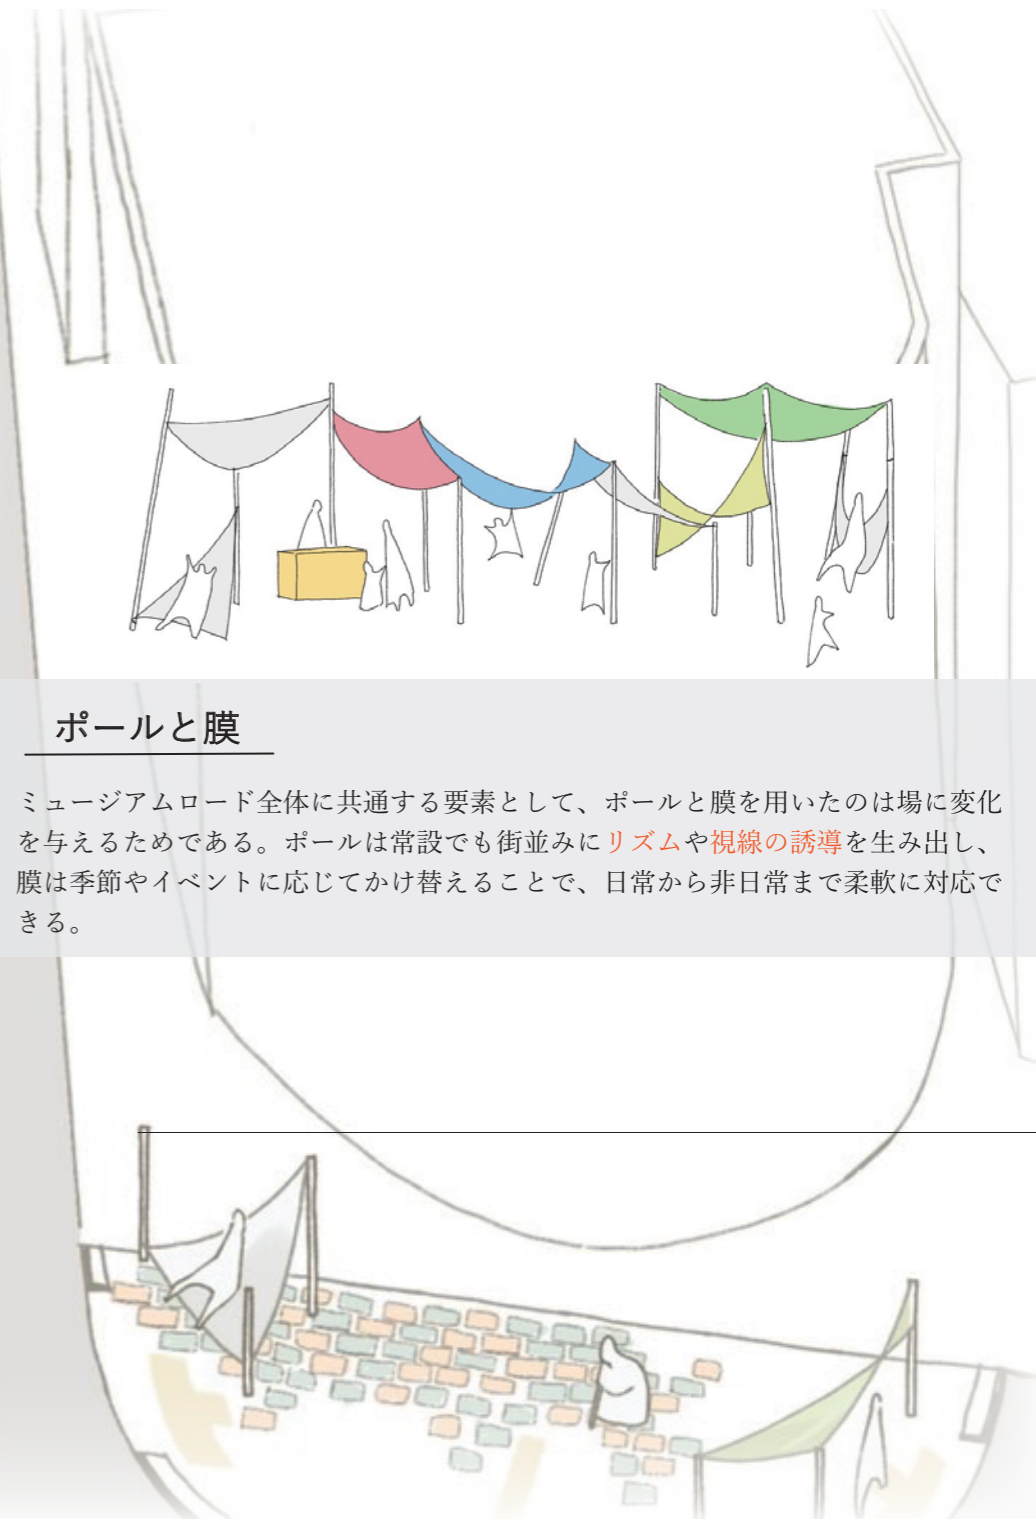 ポールと膜
ミュージアムロード全体に共通する要素として、ポールと膜を用いたのは場に変化
を与えるためである。ポールは常設でも街並みにリズムや視線の誘導を生み出し、
膜は季節やイベントに応じてかけ替えることで、日常から非日常まで柔軟に対応で
きる。